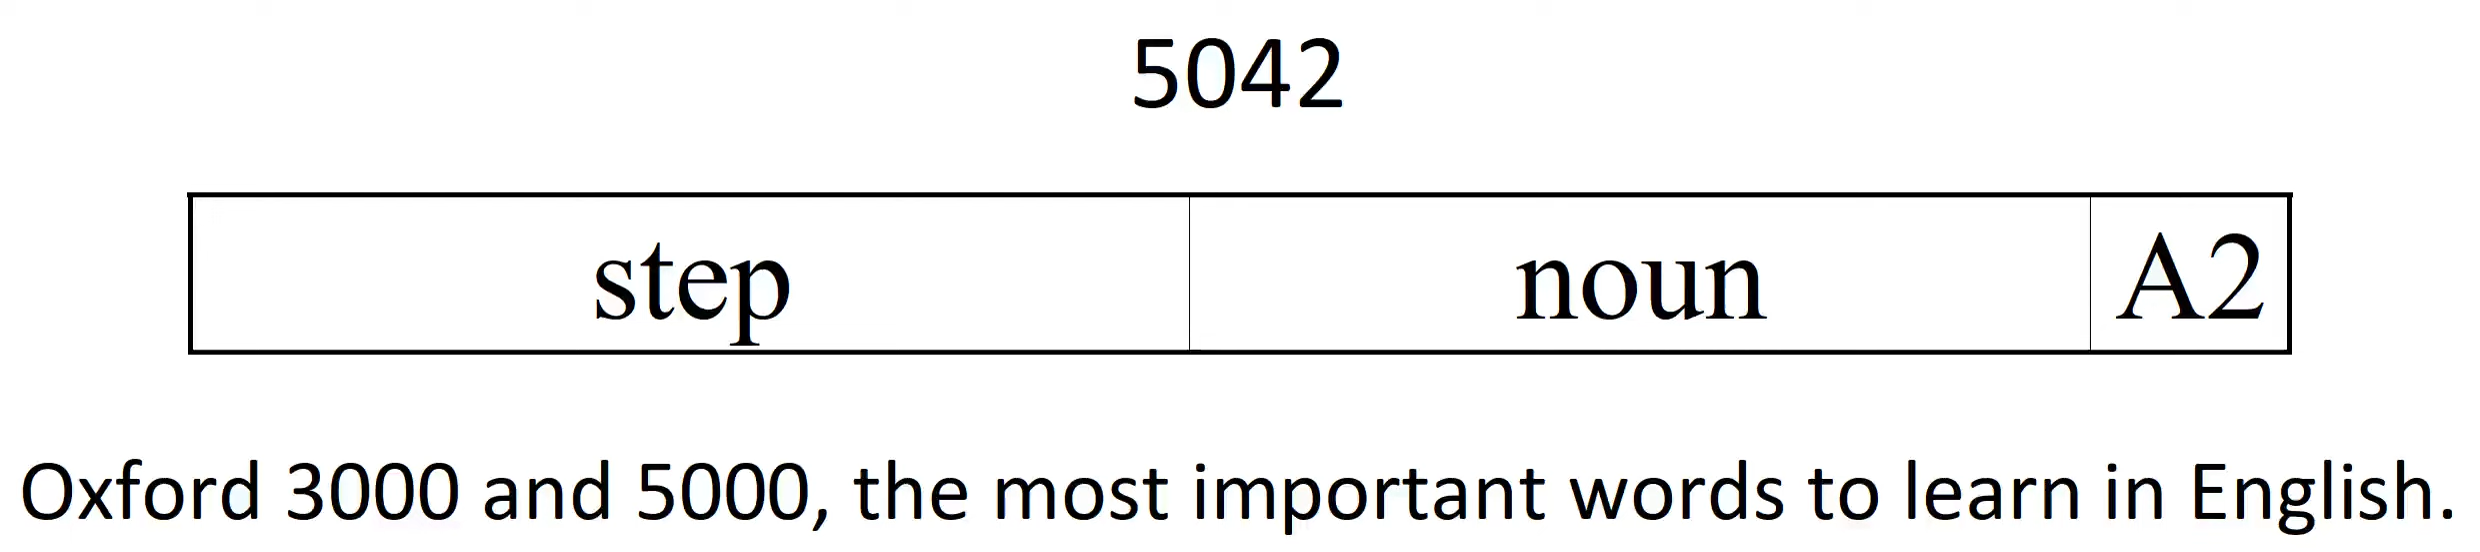 5042
step noun A2
Oxford 3000 and 5000, the most important words to learn in English.